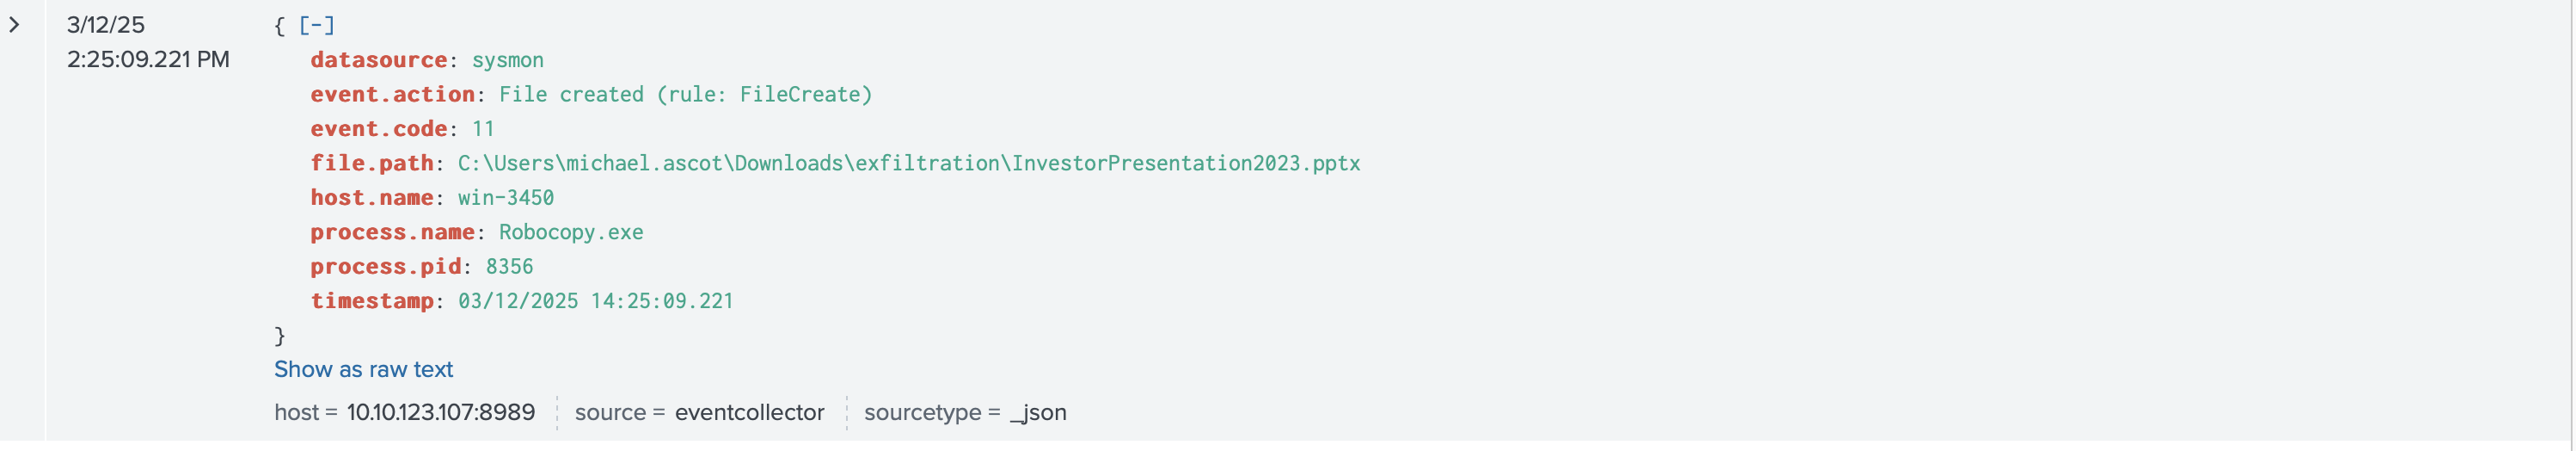 3/12/25
2:25:09.221 PM
{ [-]
datasource: sysmon
event.action: File created (rule: FileCreate)
event.code: 11
file.path: C:\Users\michael.ascot\Downloads\exfiltration\InvestorPresentation2023.pptx
host.name: win-3450
process.name: Robocopy.exe
process.pid: 8356
timestamp: 03/12/2025 14:25:09.221
}
Show as raw text
host = 10.10.123.107:8989 source = eventcollector sourcetype = _json